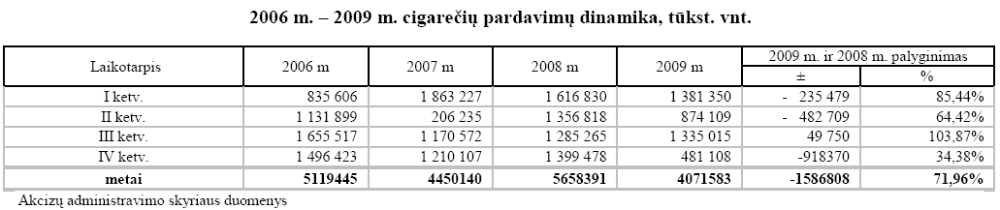 2006 m. – 2009 m. cigarečių pardavimų dinamika, tūkst. vnt.
Laikotarpis 2006 m 2007 m 2008 m 2009 m 2009 m. ir 2008 m. palyginimas
± %
I ketv. 835 606 1 863 227 1 616 830 1 381 350 - 235 479 85,44%
II ketv. 1 131 899 206 235 1 356 818 874 109 - 482 709 64,42%
III ketv. 1 655 517 1 170 572 1 285 265 1 335 015 49 750 103,87%
IV ketv. 1 496 423 1 210 107 1 399 478 481 108 -918370 34,38%
metai 5119445 4450140 5658391 4071583 -1586808 71,96%
Akcizų administravimo skyriaus duomenys